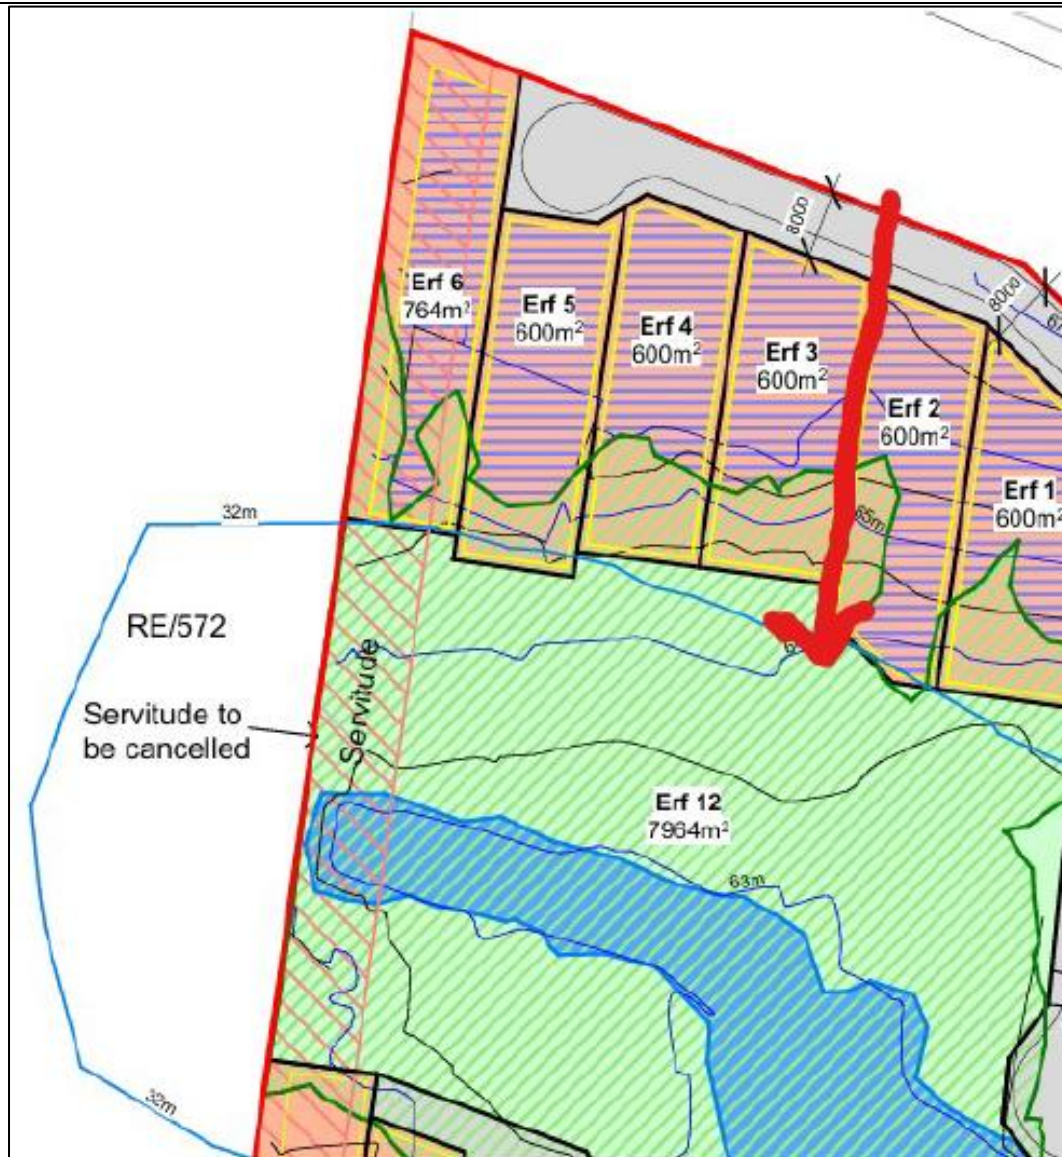 8000
8000
Erf 6
764m²
Erf 5
600m²
Erf 4
600m²
Erf 3
600m²
Erf 2
600m²
Erf 1
600m²
65m
32m
RE/572
Servitude
Servitude to
be cancelled
Erf 12
7964m²
63m
32m